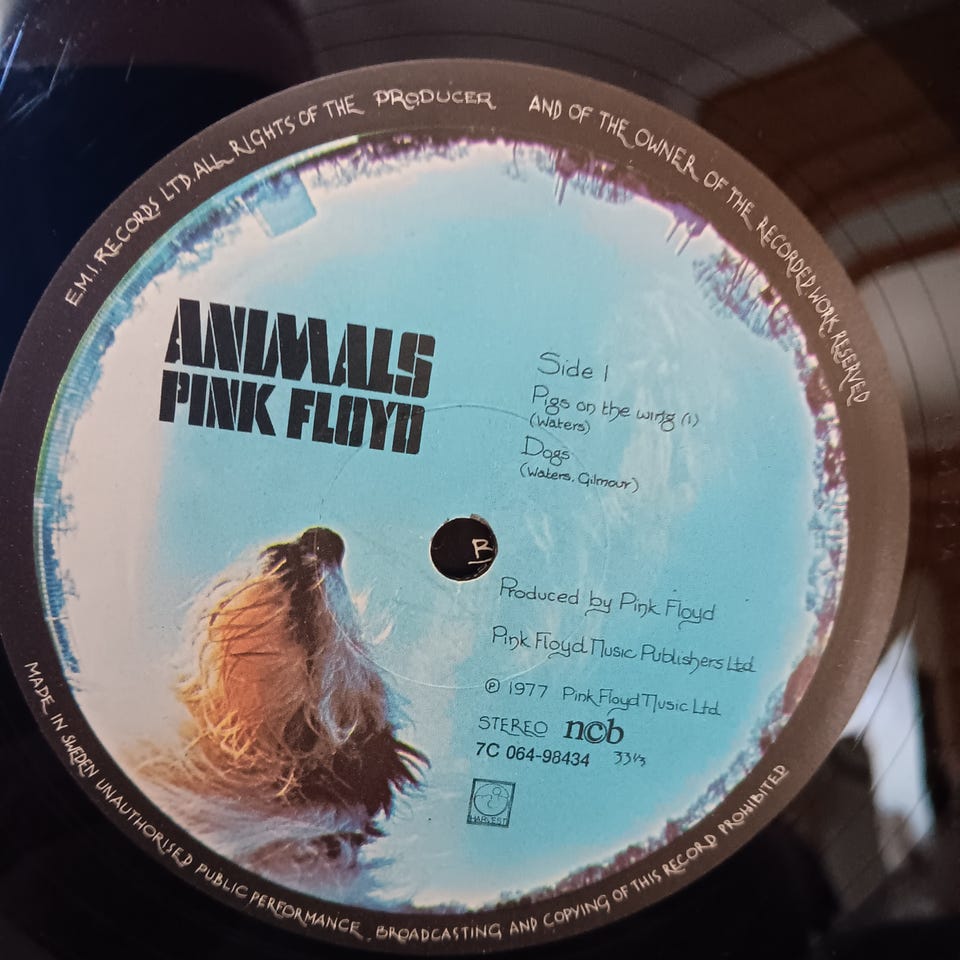 E.M.I. RECORDS LTD. ALL RIGHTS OF THE PRODUCER AND OF THE OWNER OF THE RECORDED WORK RESERVED
ANIMALS
PINK FLOYD
Side 1
Pigs on the wing (1)
(Waters)
Dogs
(Waters, Gilmour)
R
Produced by Pink Floyd
Pink Floyd Music Publishers Ltd.
℗ 1977 Pink Floyd Music Ltd.
STEREO ncb
7C 064-98434 33⅓
HARVEST
MADE IN SWEDEN UNAUTHORISED PUBLIC PERFORMANCE, BROADCASTING AND COPYING OF THIS RECORD PROHIBITED